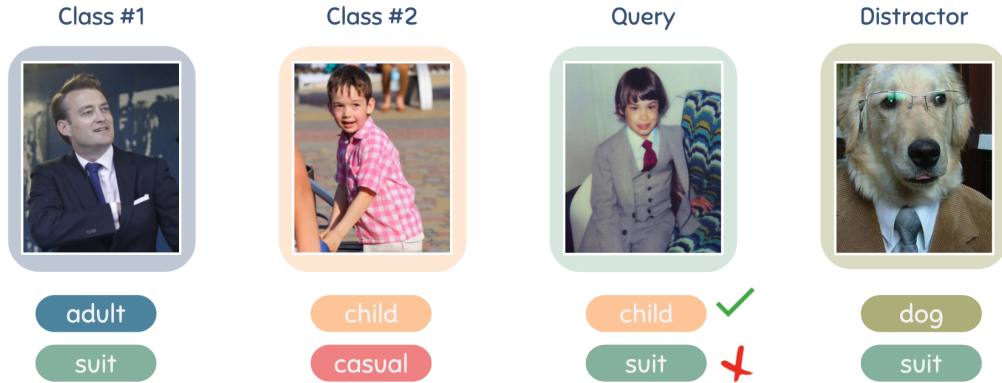 Class #1
Class #2
Query
Distractor
adult
child
child
dog
suit
casual
suit
suit